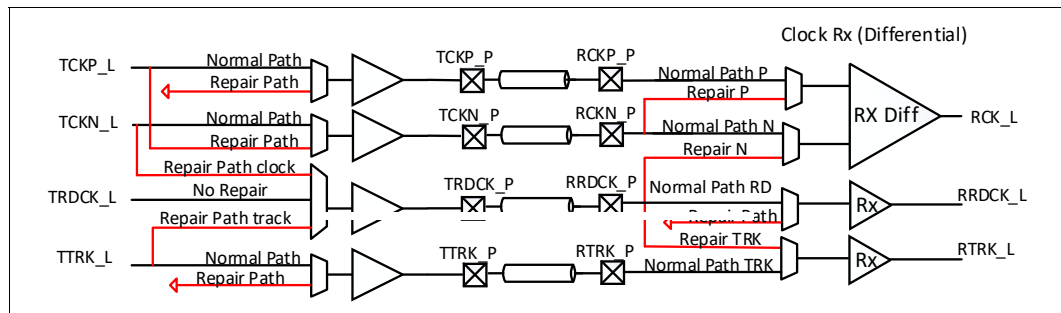 Clock Rx (Differential)
TCKP_L
Normal Path
Repair Path
TCKP_P
RCKP_P
Normal Path P
Repair P
TCKN_L
Normal Path
Repair Path
TCKN_P
RCKN_P
Normal Path N
Repair N
RX Diff
RCK_L
Repair Path clock
TRDCK_L
No Repair
Repair Path track
TRDCK_P
RRDCK_P
Normal Path RD
Repair Path
Rx
RRDCK_L
TTRK_L
Normal Path
Repair Path
TTRK_P
RTRK_P
Repair TRK
Normal Path TRK
Rx
RTRK_L